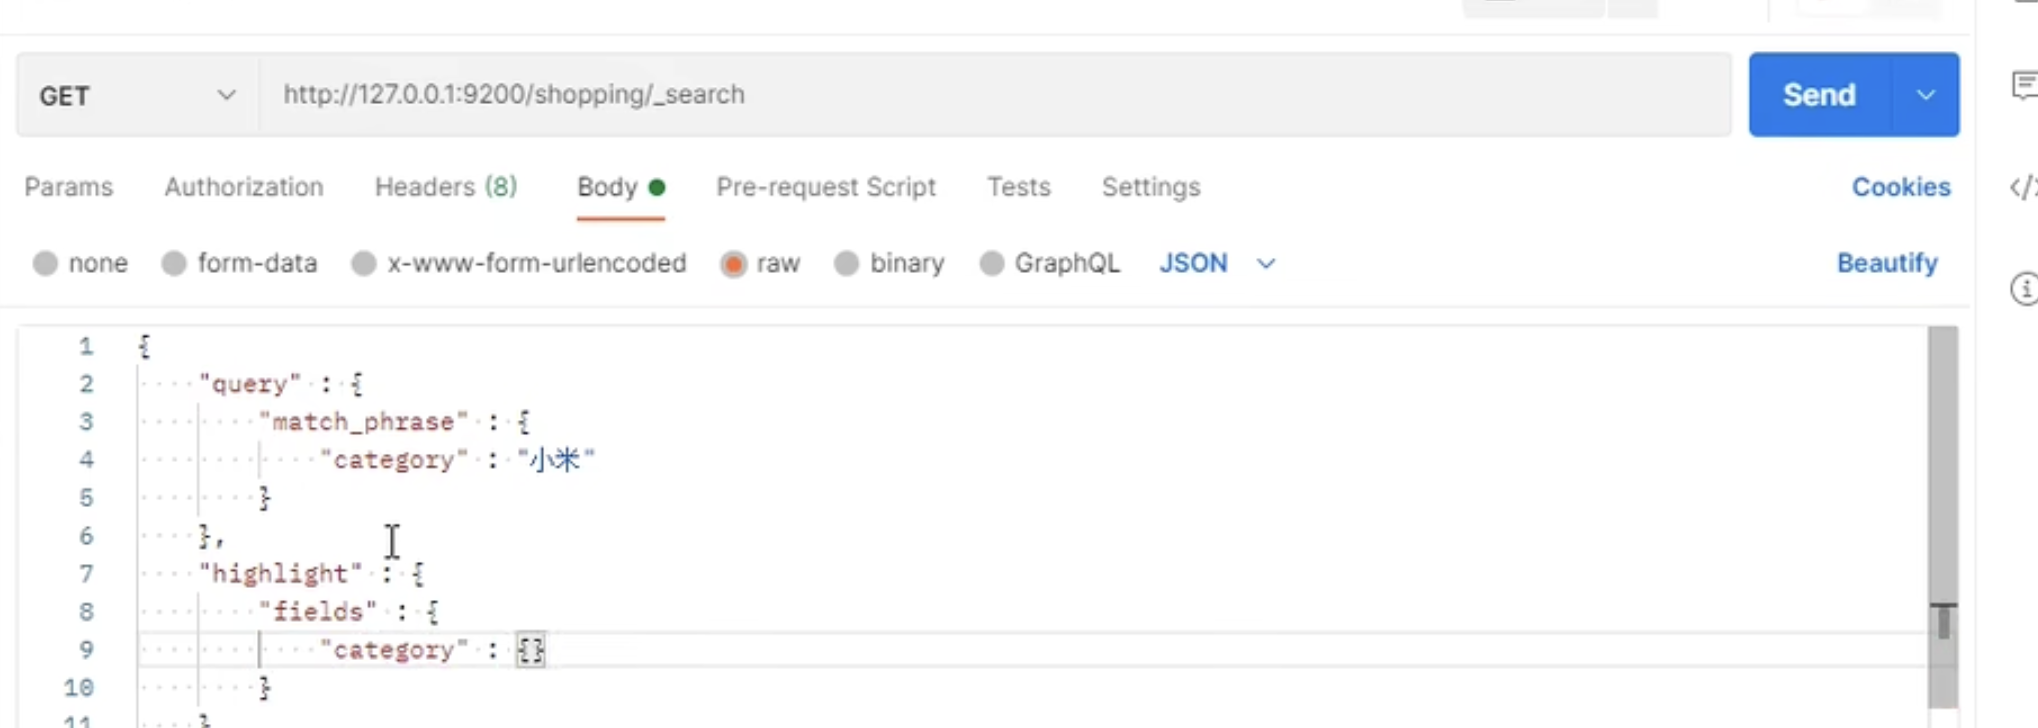 GET http://127.0.0.1:9200/shopping/_search Send
Params Authorization Headers (8) Body Pre-request Script Tests Settings Cookies
none form-data x-www-form-urlencoded raw binary GraphQL JSON Beautify
1 {
2 "query" : {
3 "match_phrase" : {
4 "category" : "小米"
5 }
6 },
7 "highlight" : {
8 "fields" : {
9 "category" : {}
10 }
11 }